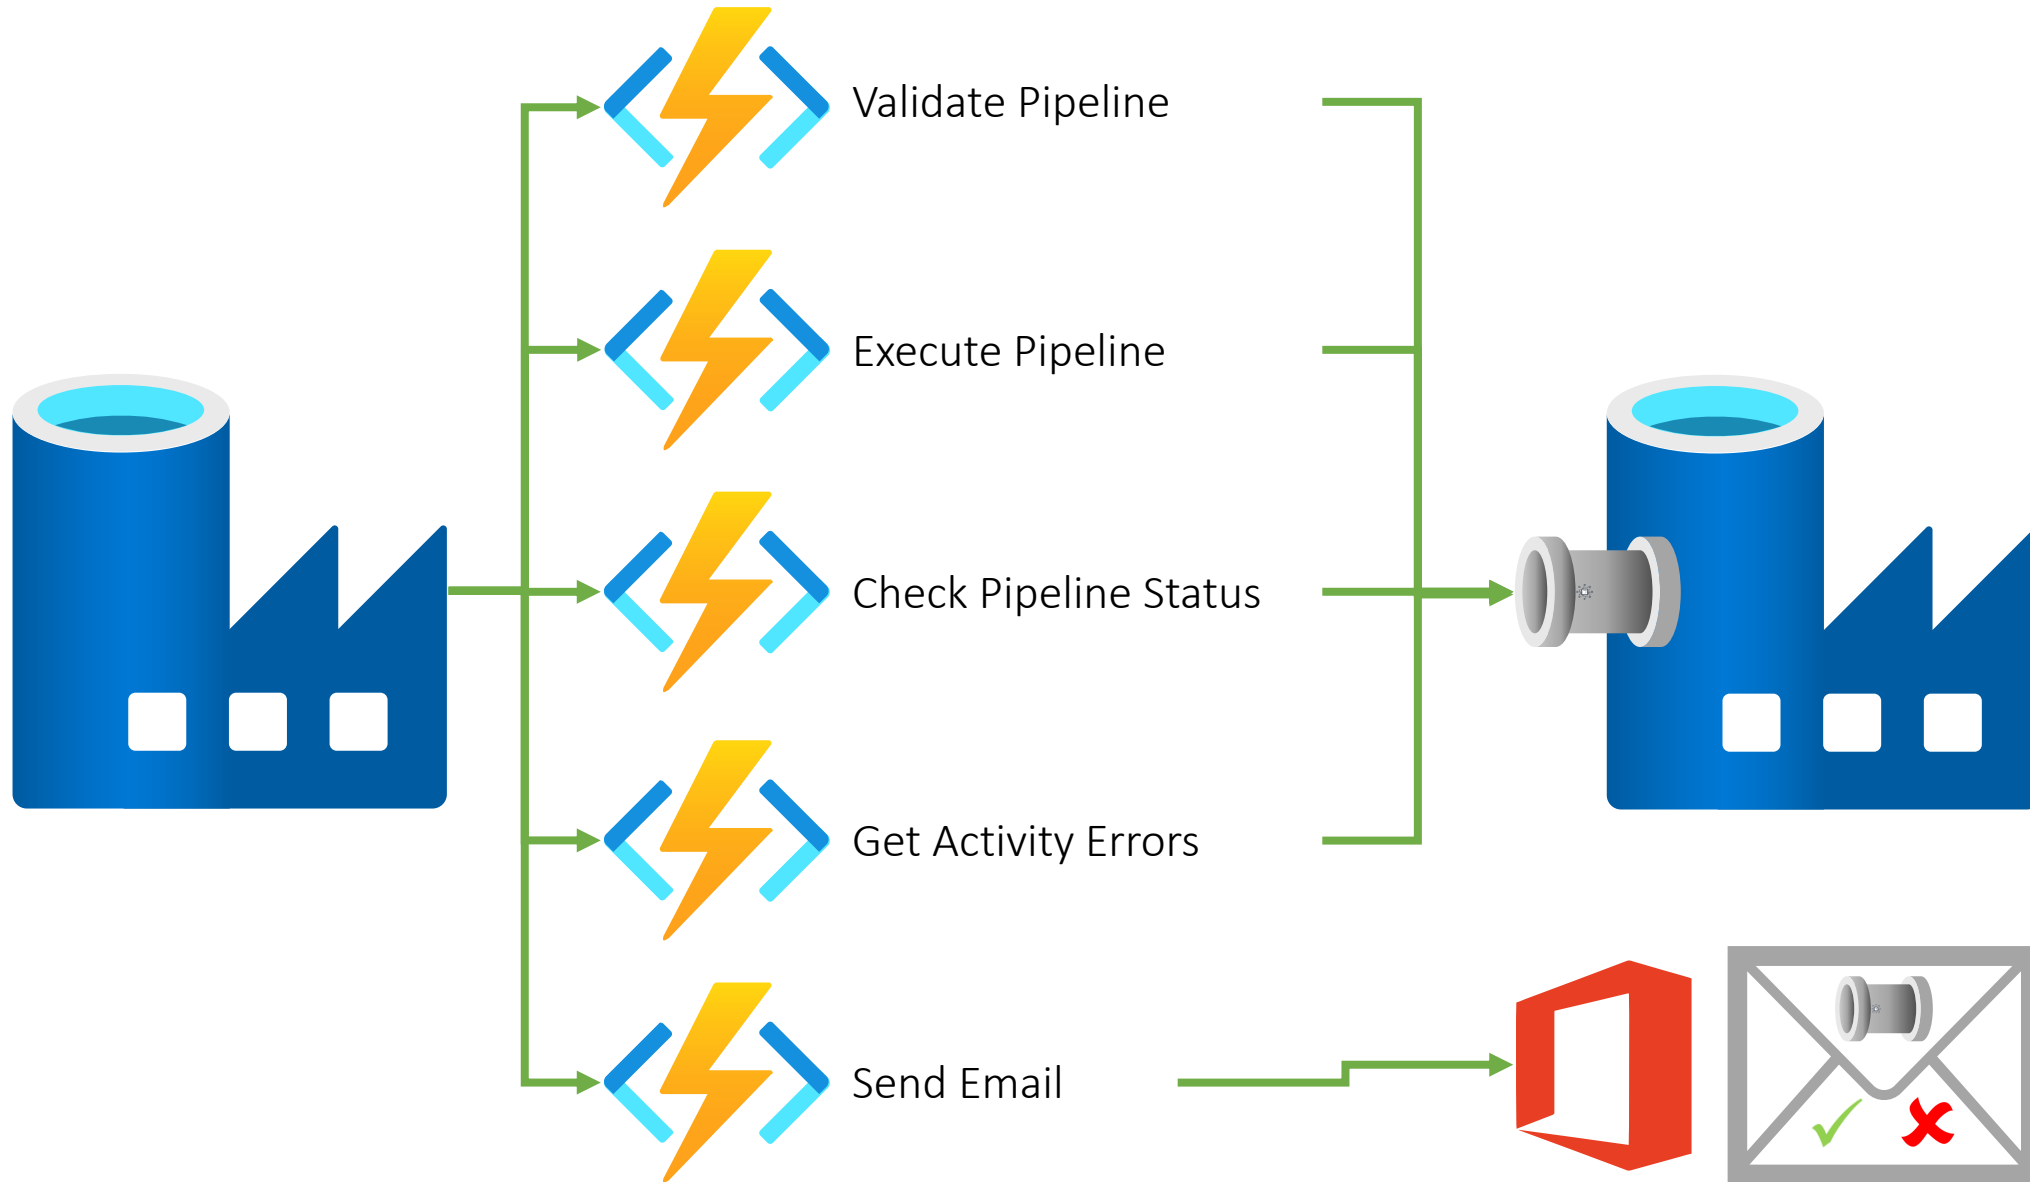 Validate Pipeline
Execute Pipeline
Check Pipeline Status
Get Activity Errors
Send Email